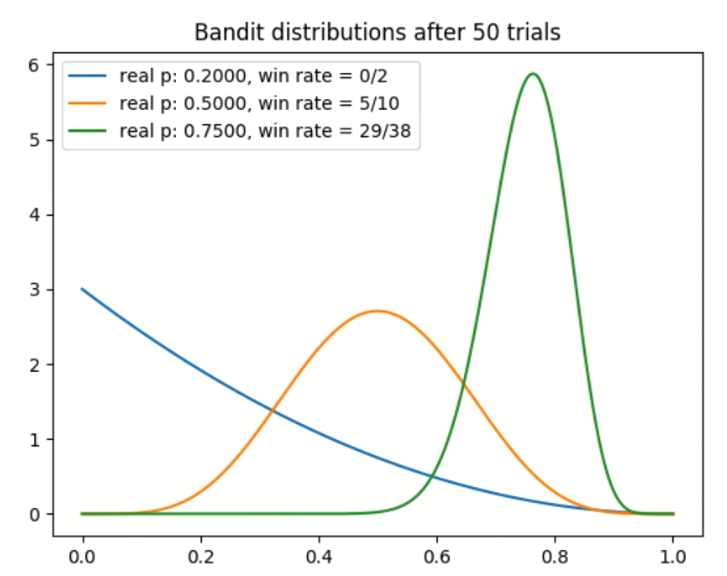 Bandit distributions after 50 trials
real p: 0.2000, win rate = 0/2
real p: 0.5000, win rate = 5/10
real p: 0.7500, win rate = 29/38
6
5
4
3
2
1
0
0.0 0.2 0.4 0.6 0.8 1.0